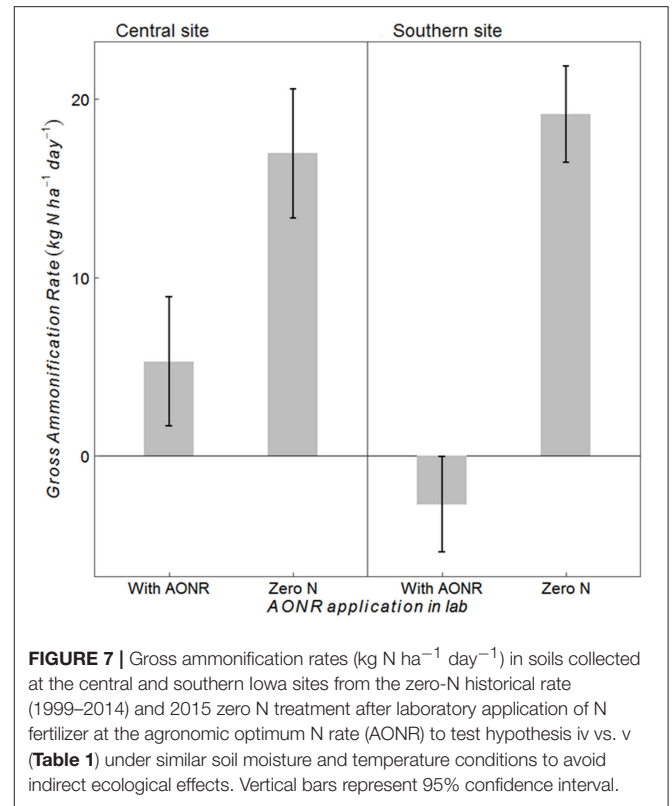 Central site
Southern site
Gross Ammonification Rate (kg N ha⁻¹ day⁻¹)
20
10
0
With AONR
Zero N
With AONR
Zero N
AONR application in lab
FIGURE 7 | Gross ammonification rates (kg N ha⁻¹ day⁻¹) in soils collected
at the central and southern Iowa sites from the zero-N historical rate
(1999–2014) and 2015 zero N treatment after laboratory application of N
fertilizer at the agronomic optimum N rate (AONR) to test hypothesis iv vs. v
(Table 1) under similar soil moisture and temperature conditions to avoid
indirect ecological effects. Vertical bars represent 95% confidence interval.